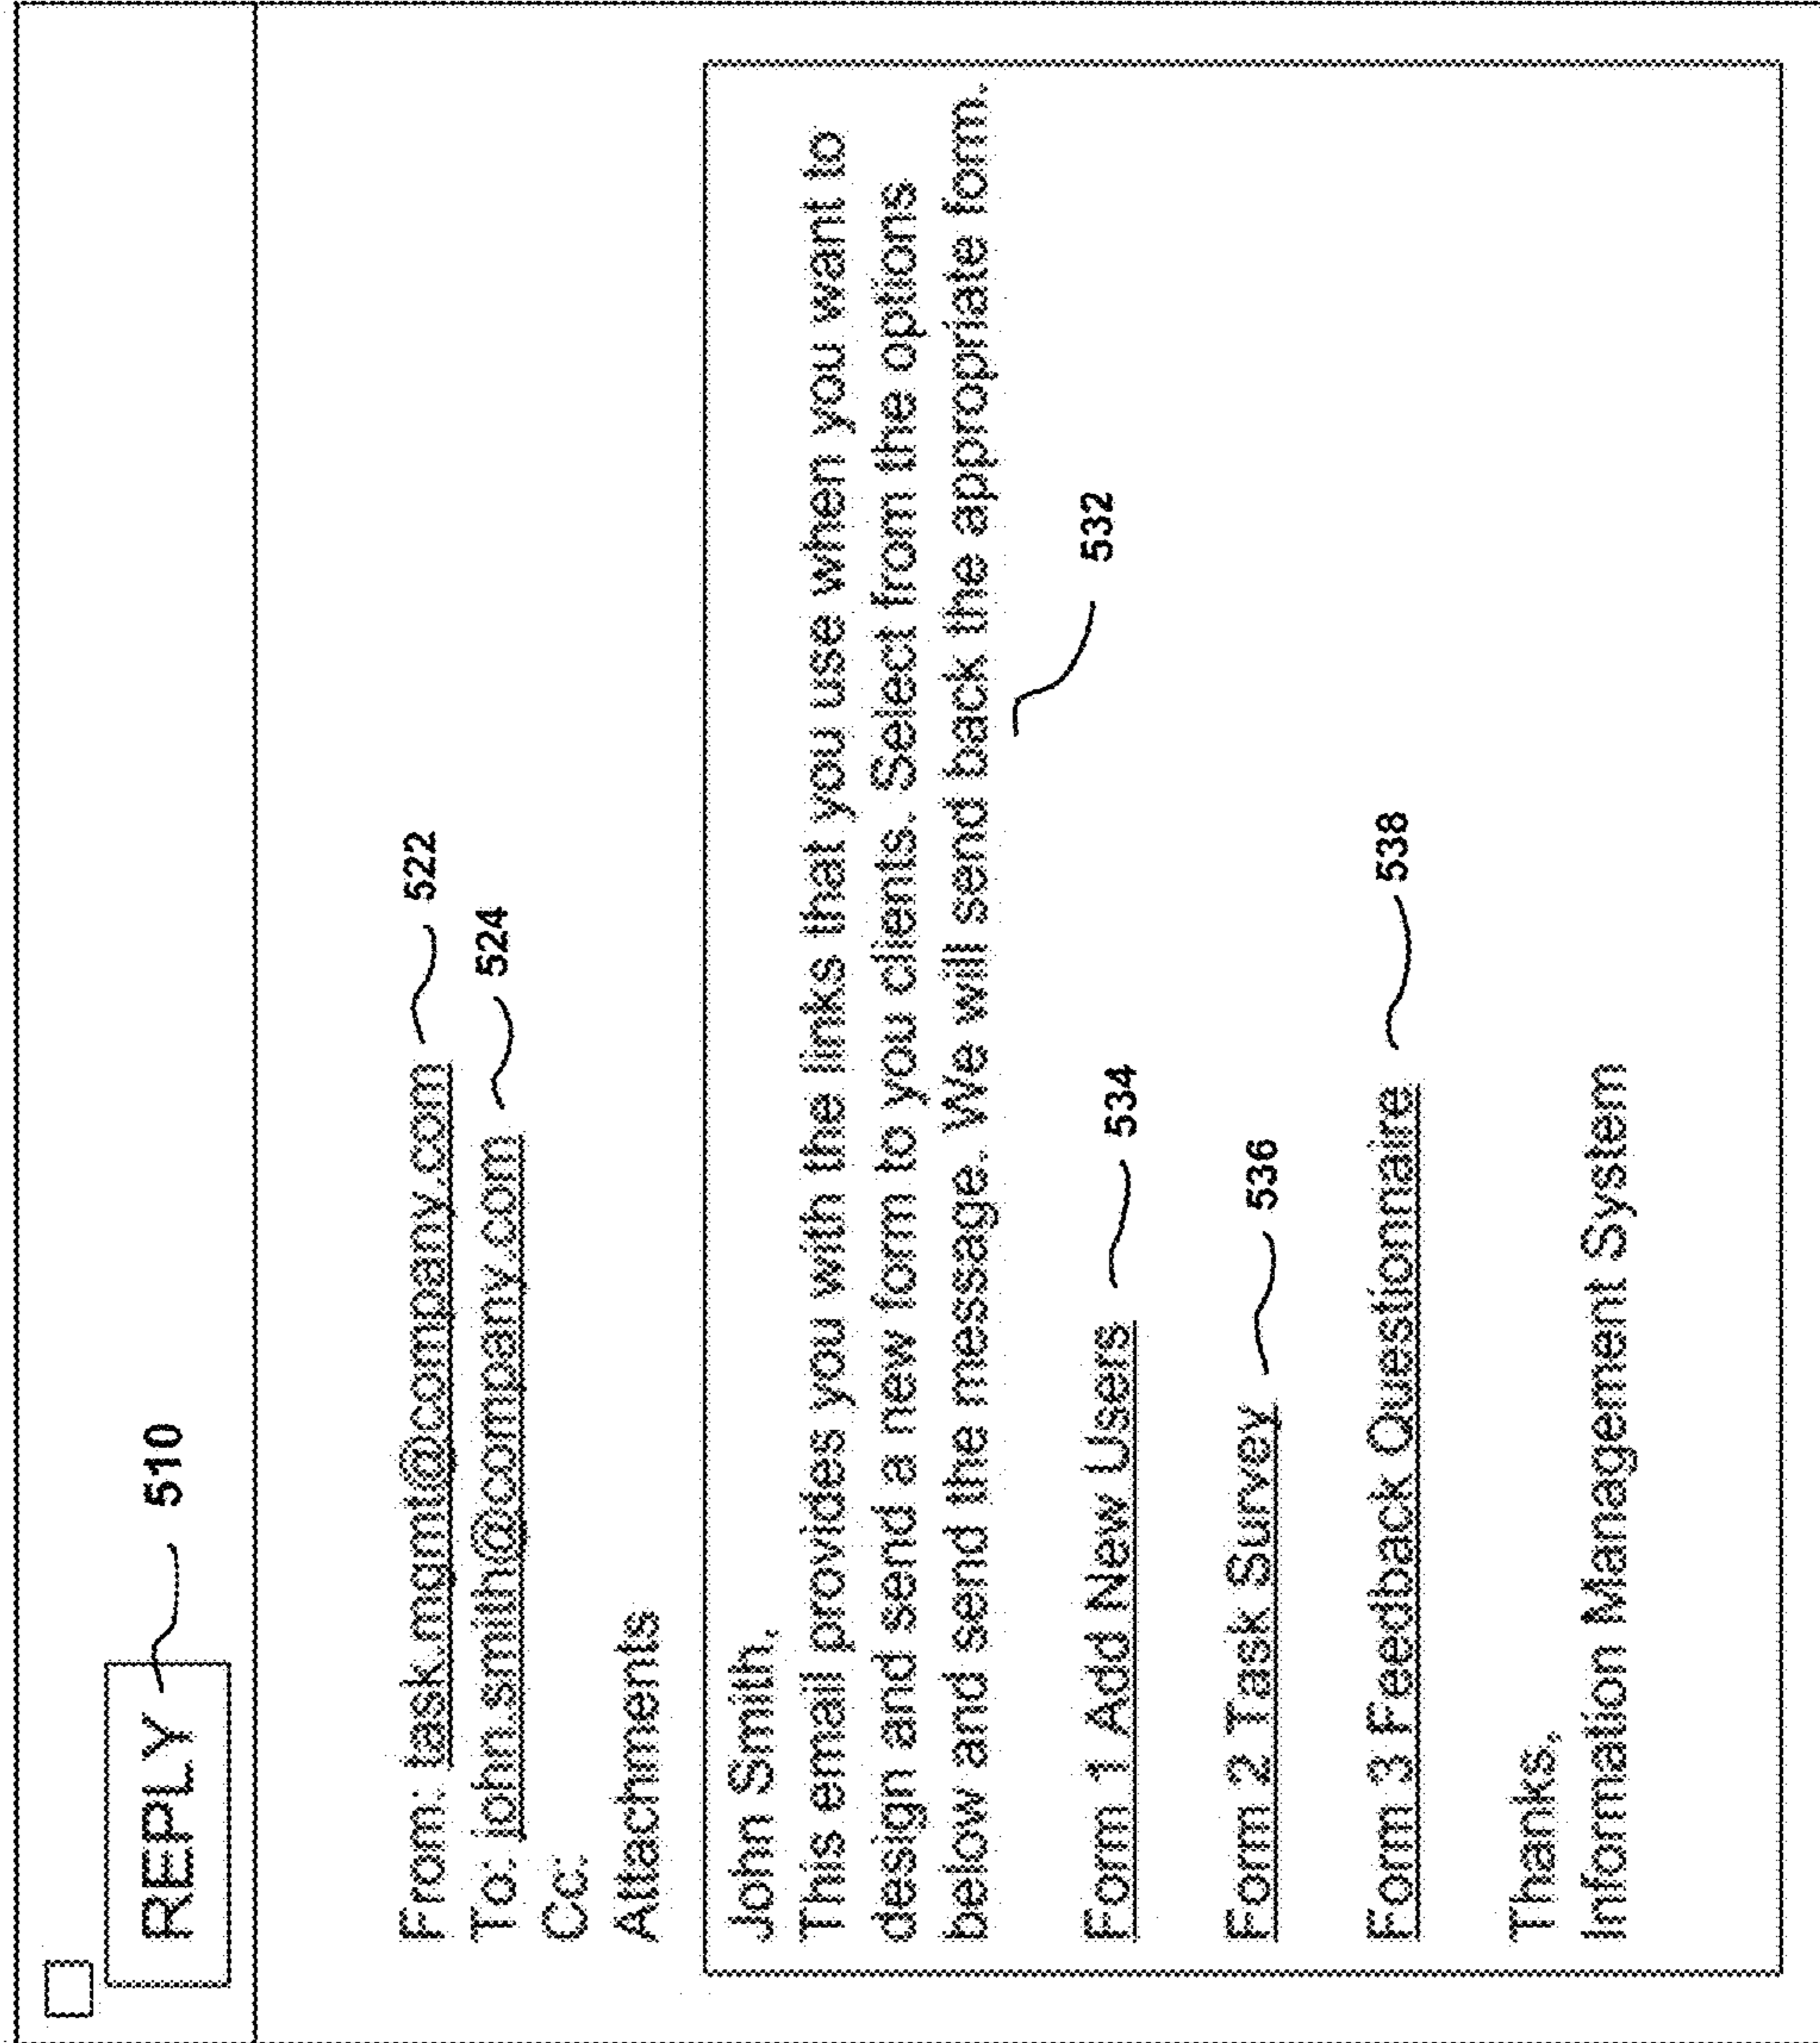 REPLY 510
From: task.mgmt@company.com 522
To: john.smith@company.com 524
Cc:
Attachments
John Smith,
This email provides you with the links that you use when you want to
design and send a new form to you clients. Select from the options
below and send the message. We will send back the appropriate form.
532
Form 1 Add New Users 534
Form 2 Task Survey 536
Form 3 Feedback Questionnaire 538
Thanks,
Information Management System